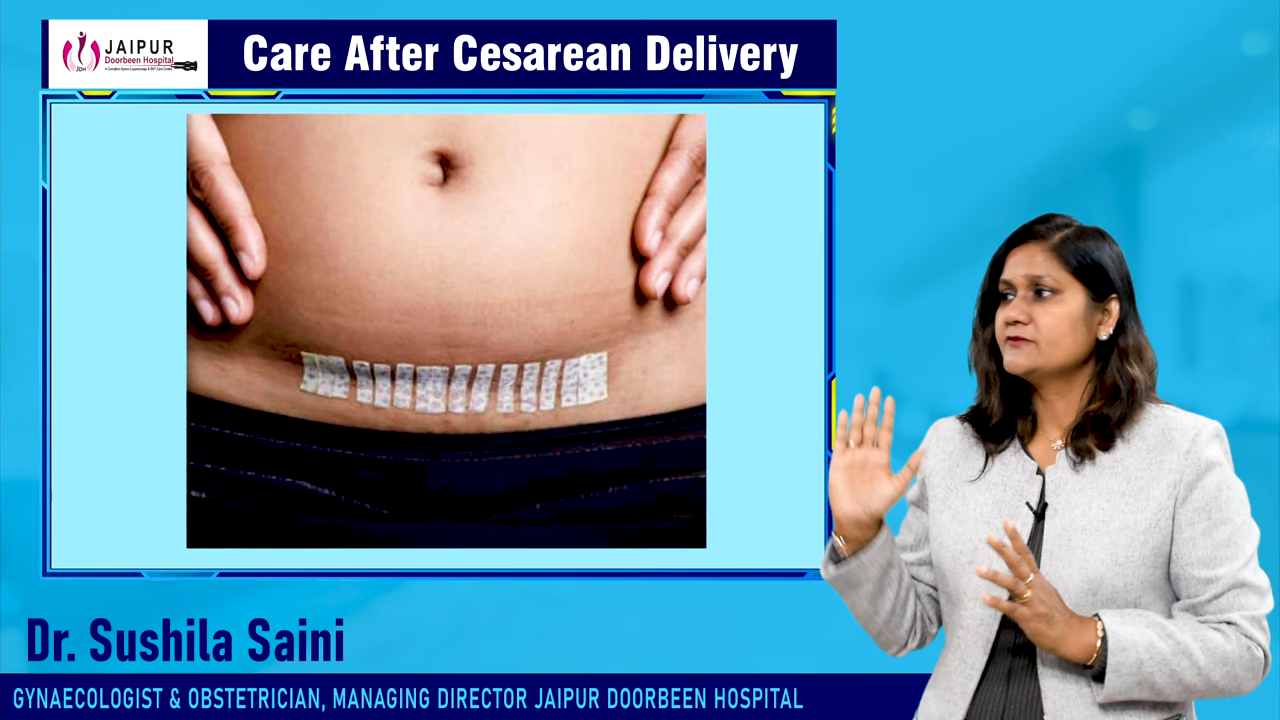 JAIPUR
Doorbeen Hospital
JDH
Care After Cesarean Delivery
Dr. Sushila Saini
GYNAECOLOGIST & OBSTETRICIAN, MANAGING DIRECTOR JAIPUR DOORBEEN HOSPITAL